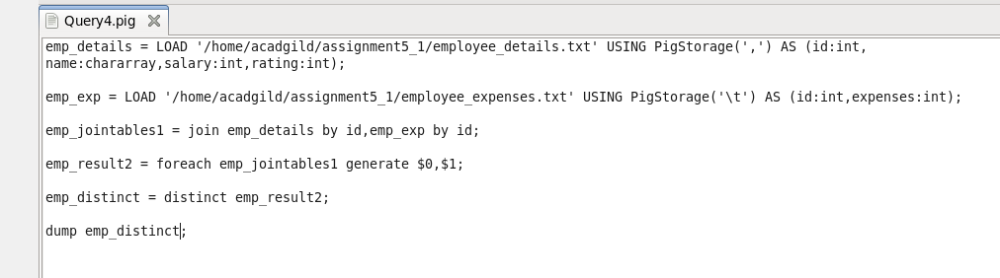 Query4.pig
emp_details = LOAD '/home/acadgild/assignment5_1/employee_details.txt' USING PigStorage(',') AS (id:int,
name:chararray,salary:int,rating:int);
emp_exp = LOAD '/home/acadgild/assignment5_1/employee_expenses.txt' USING PigStorage('\t') AS (id:int,expenses:int);
emp_jointables1 = join emp_details by id,emp_exp by id;
emp_result2 = foreach emp_jointables1 generate $0,$1;
emp_distinct = distinct emp_result2;
dump emp_distinct;